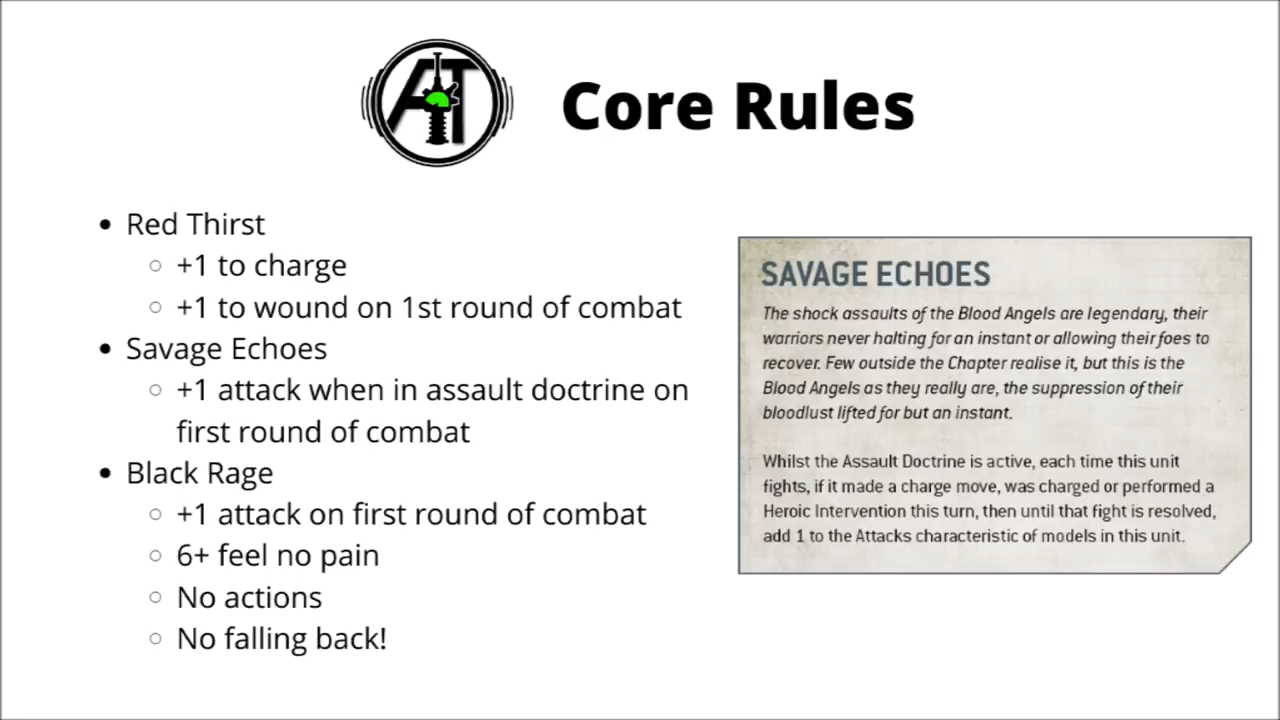 AT
Core Rules
• Red Thirst
○ +1 to charge
○ +1 to wound on 1st round of combat
• Savage Echoes
○ +1 attack when in assault doctrine on
first round of combat
• Black Rage
○ +1 attack on first round of combat
○ 6+ feel no pain
○ No actions
○ No falling back!
SAVAGE ECHOES
The shock assaults of the Blood Angels are legendary, their
warriors never halting for an instant or allowing their foes to
recover. Few outside the Chapter realise it, but this is the
Blood Angels as they really are, the suppression of their
bloodlust lifted for but an instant.
Whilst the Assault Doctrine is active, each time this unit
fights, if it made a charge move, was charged or performed a
Heroic Intervention this turn, then until that fight is resolved,
add 1 to the Attacks characteristic of models in this unit.